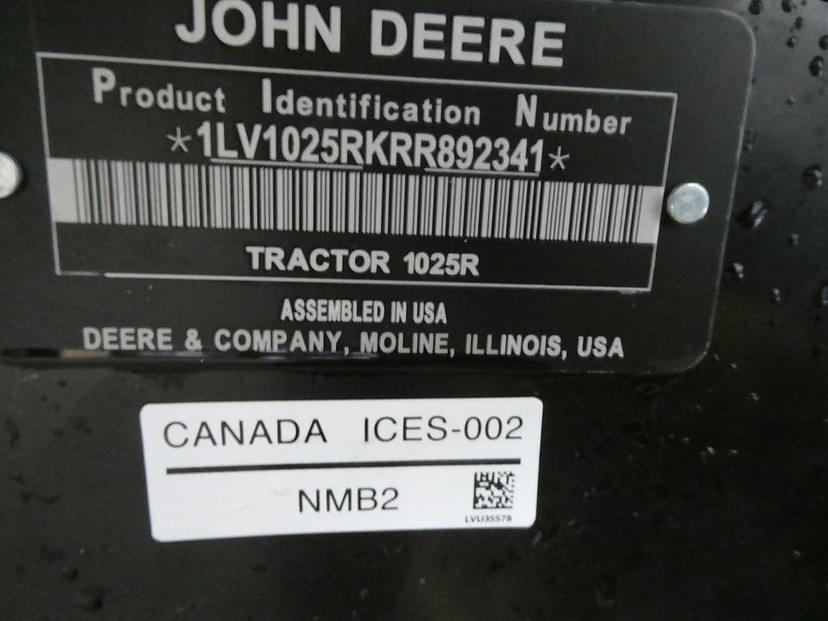 JOHN DEERE
Product Identification Number
*1LV1025RKRR892341*
TRACTOR 1025R
ASSEMBLED IN USA
DEERE & COMPANY, MOLINE, ILLINOIS, USA
CANADA ICES-002
NMB2
LVU35578